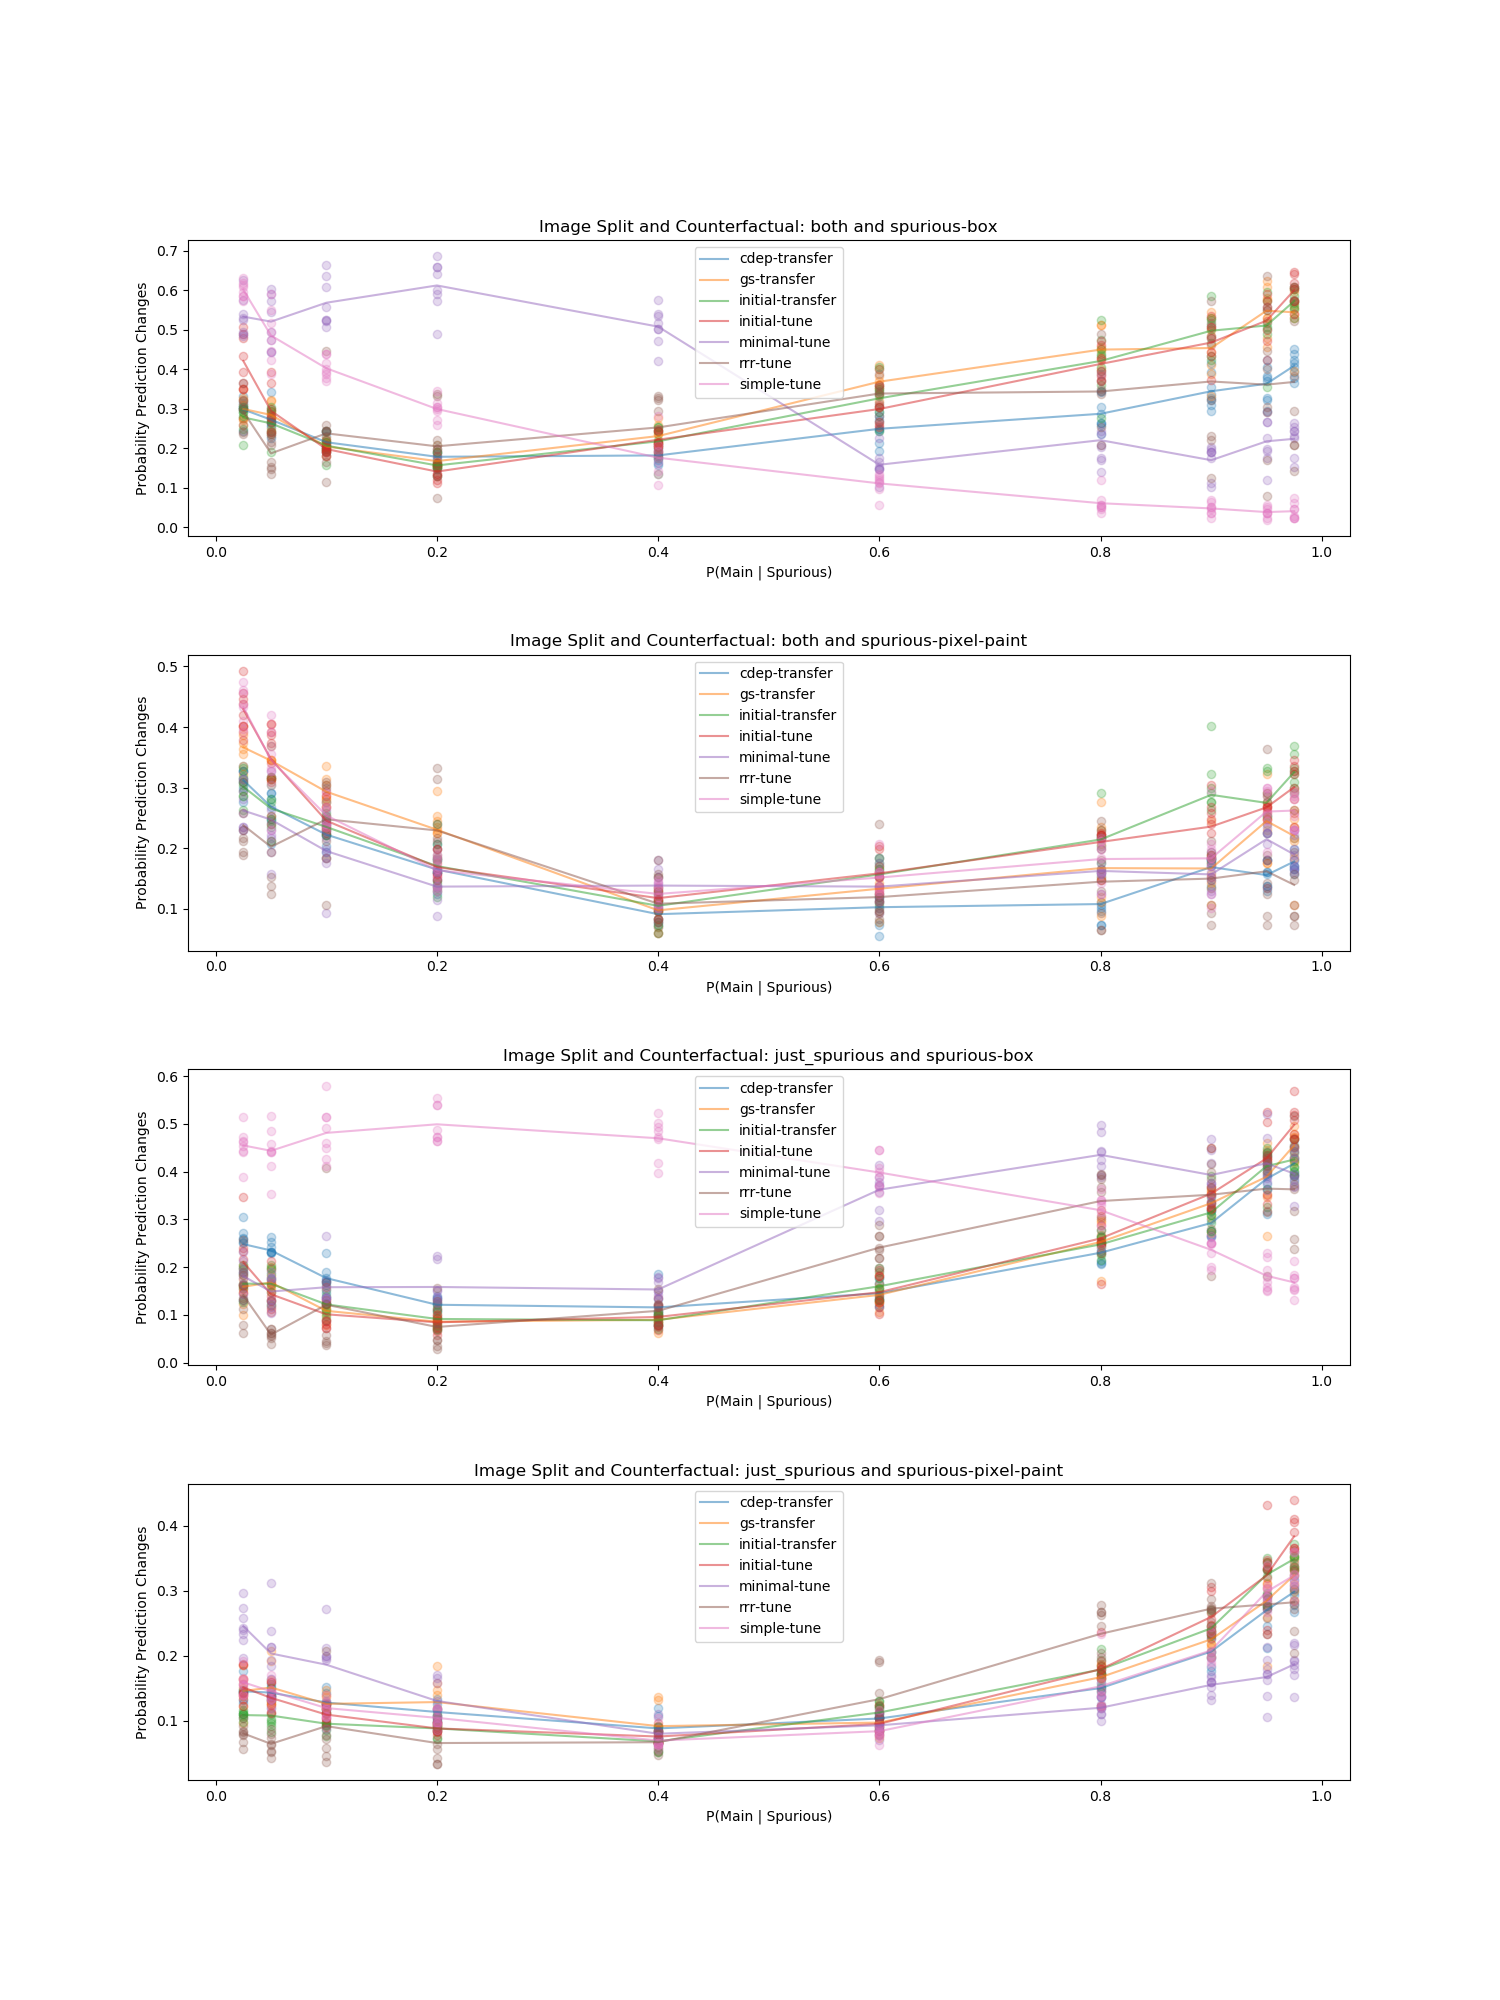 Image Split and Counterfactual: both and spurious-box
Probability Prediction Changes
0.7
0.6
0.5
0.4
0.3
0.2
0.1
0.0
cdep-transfer
gs-transfer
initial-transfer
initial-tune
minimal-tune
rrr-tune
simple-tune
0.0 0.2 0.4 0.6 0.8 1.0
P(Main | Spurious)
Image Split and Counterfactual: both and spurious-pixel-paint
Probability Prediction Changes
0.5
0.4
0.3
0.2
0.1
cdep-transfer
gs-transfer
initial-transfer
initial-tune
minimal-tune
rrr-tune
simple-tune
0.0 0.2 0.4 0.6 0.8 1.0
P(Main | Spurious)
Image Split and Counterfactual: just_spurious and spurious-box
Probability Prediction Changes
0.6
0.5
0.4
0.3
0.2
0.1
0.0
cdep-transfer
gs-transfer
initial-transfer
initial-tune
minimal-tune
rrr-tune
simple-tune
0.0 0.2 0.4 0.6 0.8 1.0
P(Main | Spurious)
Image Split and Counterfactual: just_spurious and spurious-pixel-paint
Probability Prediction Changes
0.4
0.3
0.2
0.1
cdep-transfer
gs-transfer
initial-transfer
initial-tune
minimal-tune
rrr-tune
simple-tune
0.0 0.2 0.4 0.6 0.8 1.0
P(Main | Spurious)